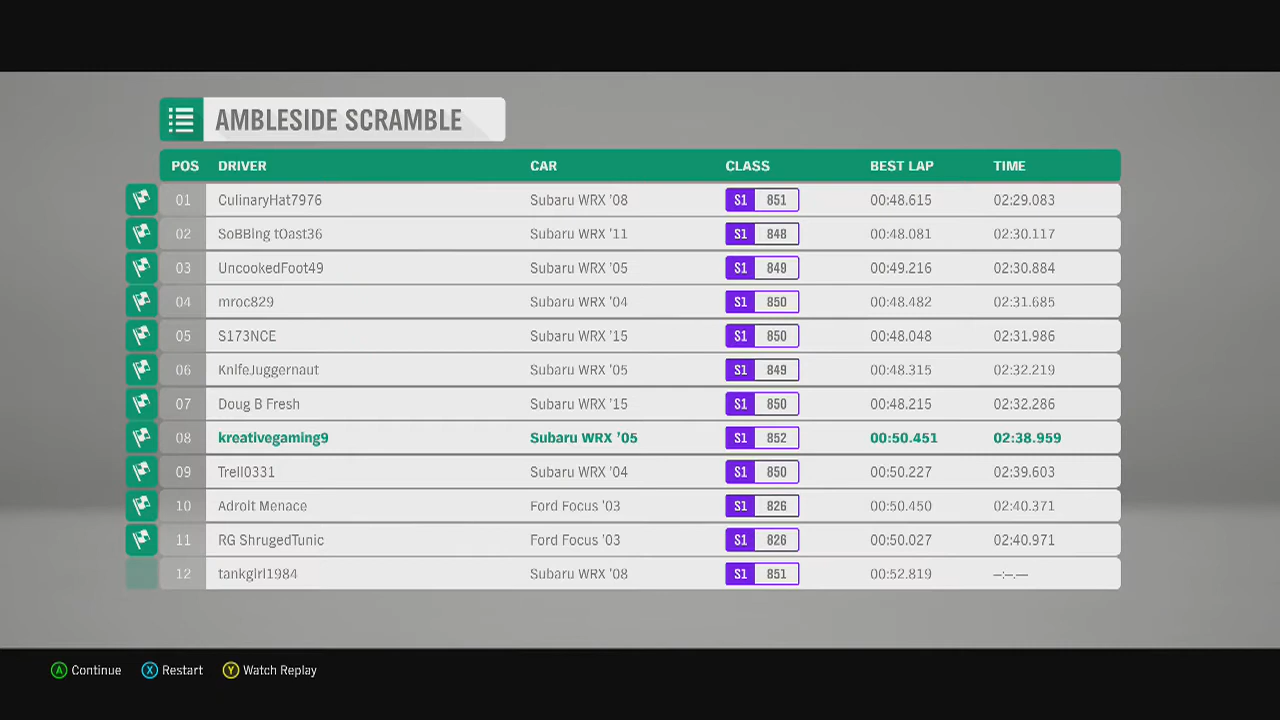 AMBLESIDE SCRAMBLE
POS DRIVER CAR CLASS BEST LAP TIME
01 CulinaryHat7976 Subaru WRX '08 S1 851 00:48.615 02:29.083
02 SoBBing tOast36 Subaru WRX '11 S1 848 00:48.081 02:30.117
03 UncookedFoot49 Subaru WRX '05 S1 849 00:49.216 02:30.884
04 mroc829 Subaru WRX '04 S1 850 00:48.482 02:31.685
05 S173NCE Subaru WRX '15 S1 850 00:48.048 02:31.986
06 KnifeJuggernaut Subaru WRX '05 S1 849 00:48.315 02:32.219
07 Doug B Fresh Subaru WRX '15 S1 850 00:48.215 02:32.286
08 kreativegaming9 Subaru WRX '05 S1 852 00:50.451 02:38.959
09 Trell0331 Subaru WRX '04 S1 850 00:50.227 02:39.603
10 Adroit Menace Ford Focus '03 S1 826 00:50.450 02:40.371
11 RG ShrugedTunic Ford Focus '03 S1 826 00:50.027 02:40.971
12 tankgirl1984 Subaru WRX '08 S1 851 00:52.819 —:—.—
A Continue X Restart Y Watch Replay